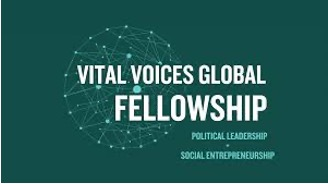 VITAL VOICES GLOBAL
FELLOWSHIP
POLITICAL LEADERSHIP
+
SOCIAL ENTREPRENEURSHIP